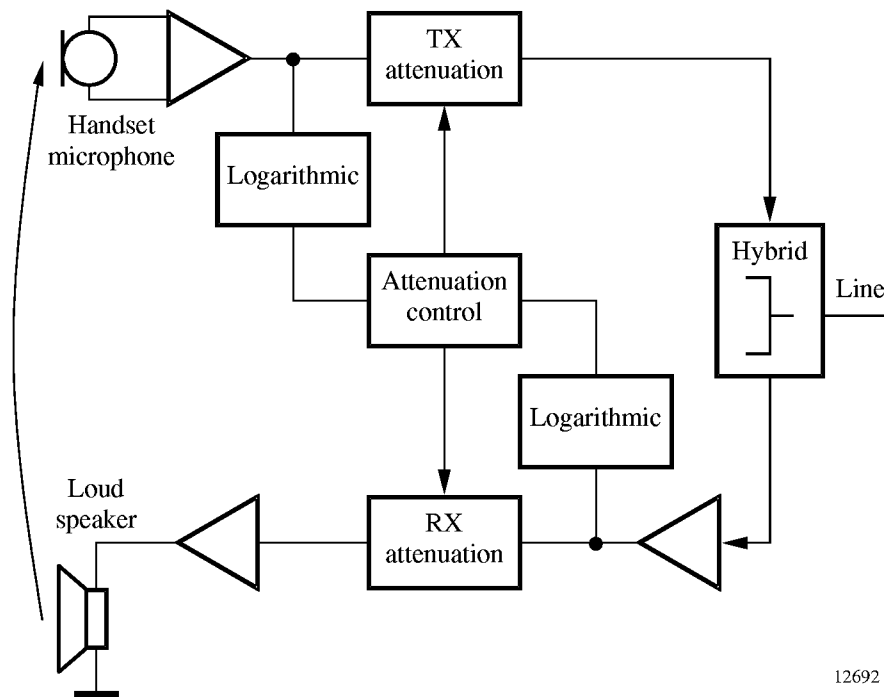 TX
attenuation
Handset
microphone
Logarithmic
Hybrid
Attenuation
control
Line
Logarithmic
Loud
speaker
RX
attenuation
12692